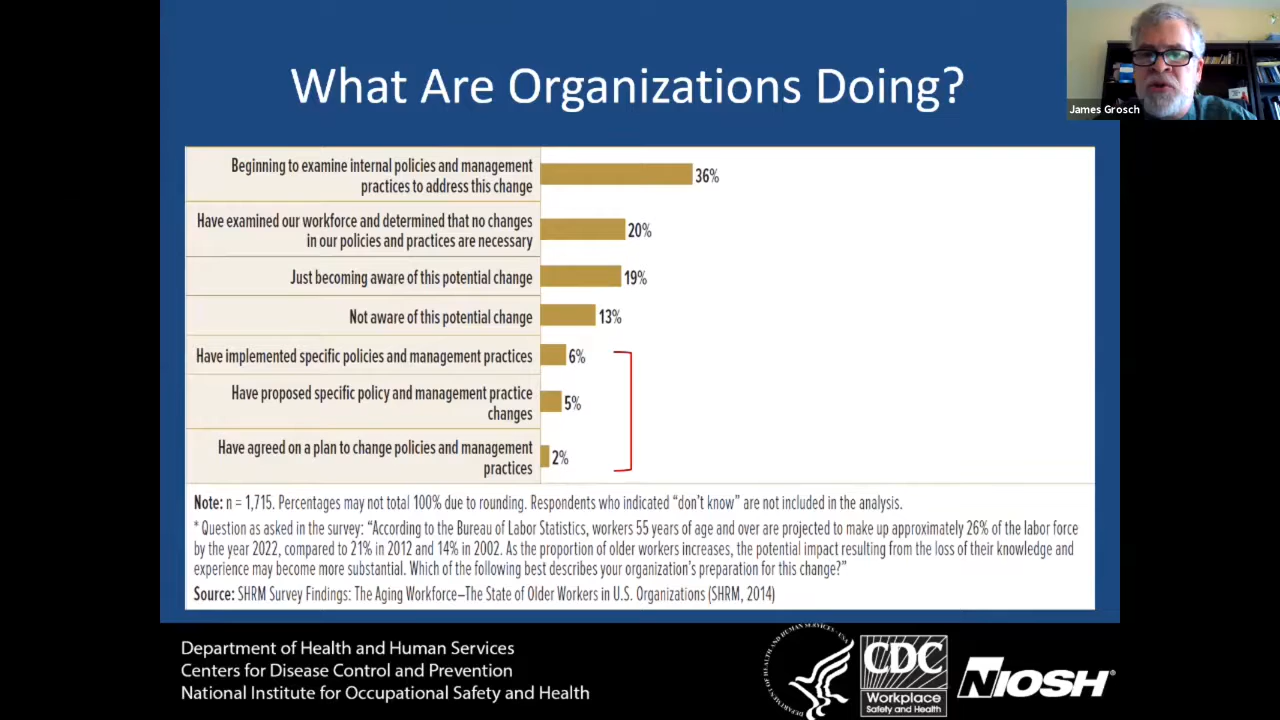 What Are Organizations Doing?
James Grosch
Beginning to examine internal policies and management
practices to address this change
36%
Have examined our workforce and determined that no changes
in our policies and practices are necessary
20%
Just becoming aware of this potential change
19%
Not aware of this potential change
13%
Have implemented specific policies and management practices
6%
Have proposed specific policy and management practice
changes
5%
Have agreed on a plan to change policies and management
practices
2%
Note: n = 1,715. Percentages may not total 100% due to rounding. Respondents who indicated “don’t know” are not included in the analysis.
* Question as asked in the survey: “According to the Bureau of Labor Statistics, workers 55 years of age and over are projected to make up approximately 26% of the labor force
by the year 2022, compared to 21% in 2012 and 14% in 2002. As the proportion of older workers increases, the potential impact resulting from the loss of their knowledge and
experience may become more substantial. Which of the following best describes your organization’s preparation for this change?”
Source: SHRM Survey Findings: The Aging Workforce–The State of Older Workers in U.S. Organizations (SHRM, 2014)
Department of Health and Human Services
Centers for Disease Control and Prevention
National Institute for Occupational Safety and Health
DEPARTMENT OF HEALTH AND HUMAN SERVICES · USA
CDC
Workplace
Safety and Health
NIOSH®